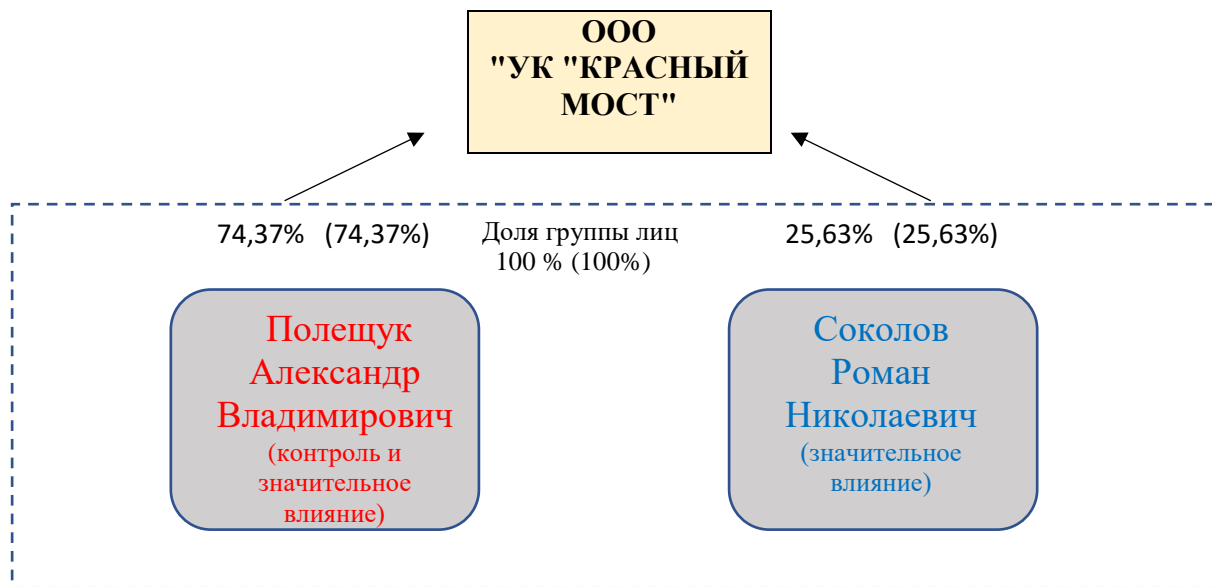 ООО
"УК "КРАСНЫЙ
МОСТ"
74,37% (74,37%)
Доля группы лиц
100 % (100%)
25,63% (25,63%)
Полещук
Александр
Владимирович
(контроль и
значительное
влияние)
Соколов
Роман
Николаевич
(значительное
влияние)